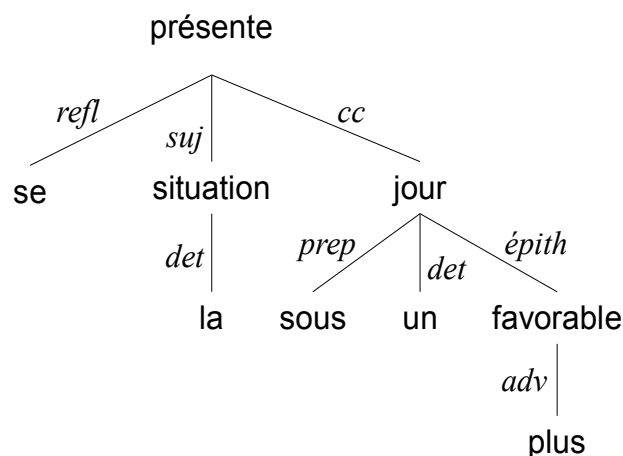 présente
refl
suj
cc
se
situation
jour
det
prep
det
épith
la
sous
un
favorable
adv
plus